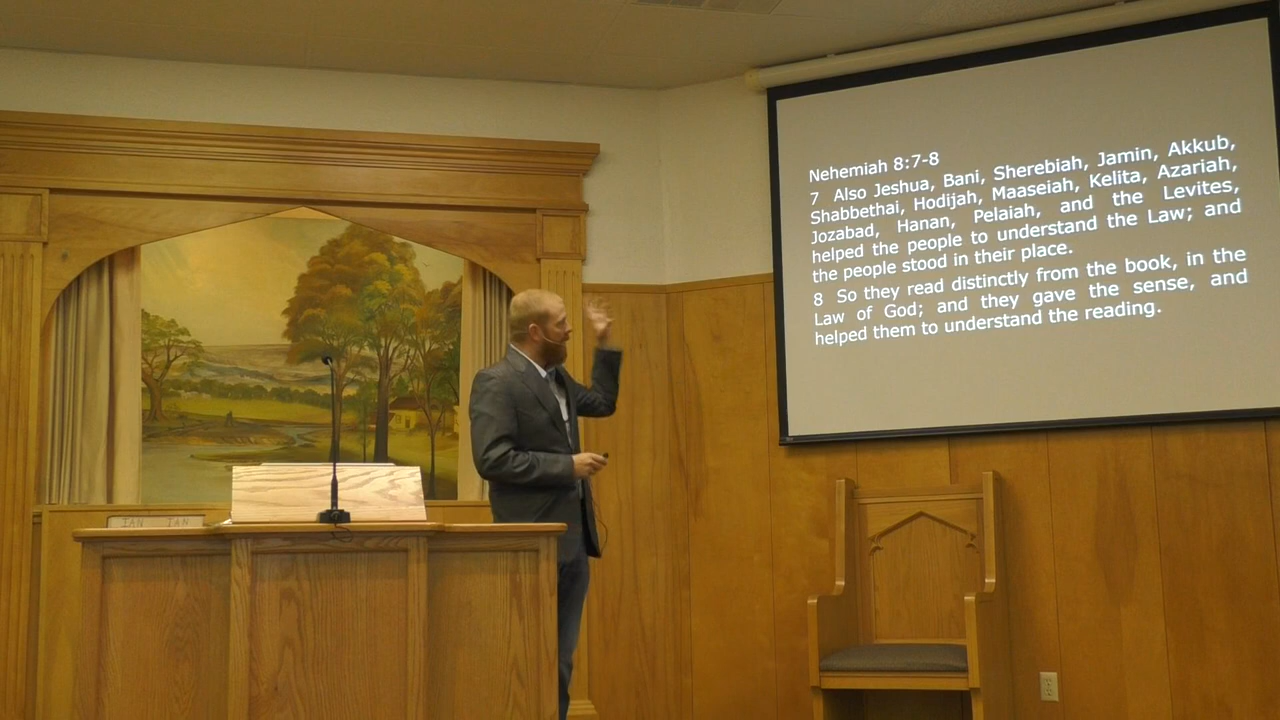 Nehemiah 8:7-8
7 Also Jeshua, Bani, Sherebiah, Jamin, Akkub,
Shabbethai, Hodijah, Maaseiah, Kelita, Azariah,
Jozabad, Hanan, Pelaiah, and the Levites,
helped the people to understand the Law; and
the people stood in their place.
8 So they read distinctly from the book, in the
Law of God; and they gave the sense, and
helped them to understand the reading.
IAN IAN